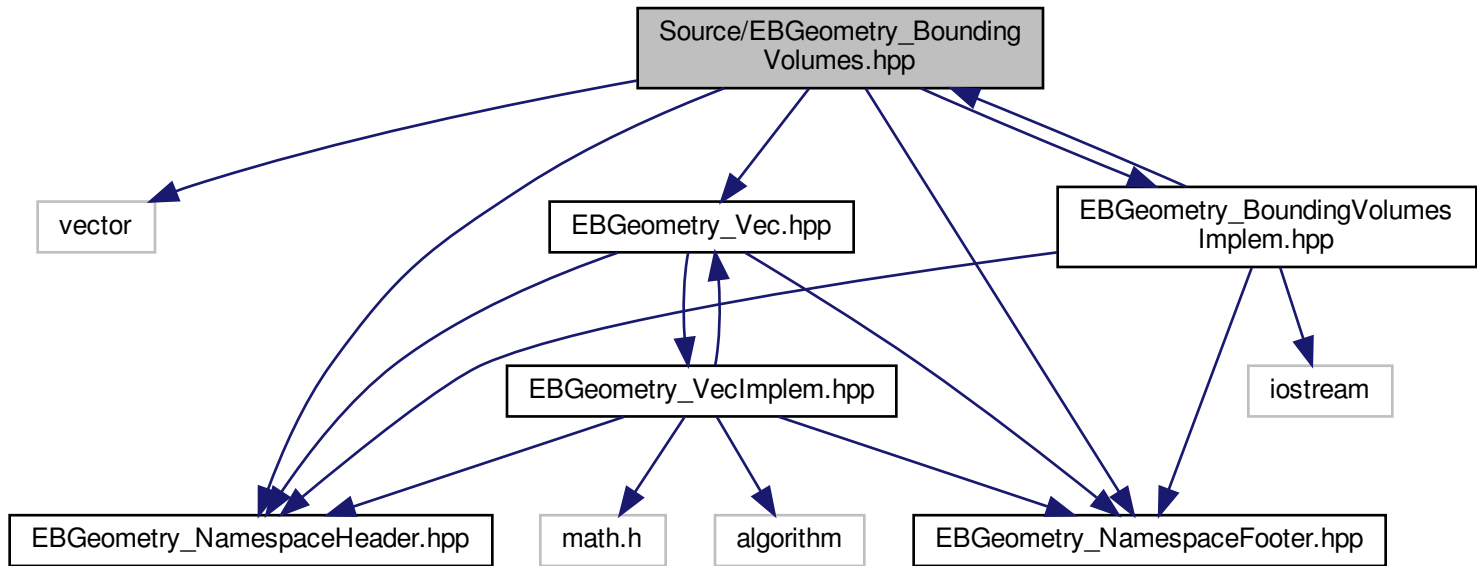 Source/EBGeometry_Bounding
Volumes.hpp
vector
EBGeometry_Vec.hpp
EBGeometry_BoundingVolumes
Implem.hpp
EBGeometry_VecImplem.hpp
iostream
EBGeometry_NamespaceHeader.hpp
math.h
algorithm
EBGeometry_NamespaceFooter.hpp